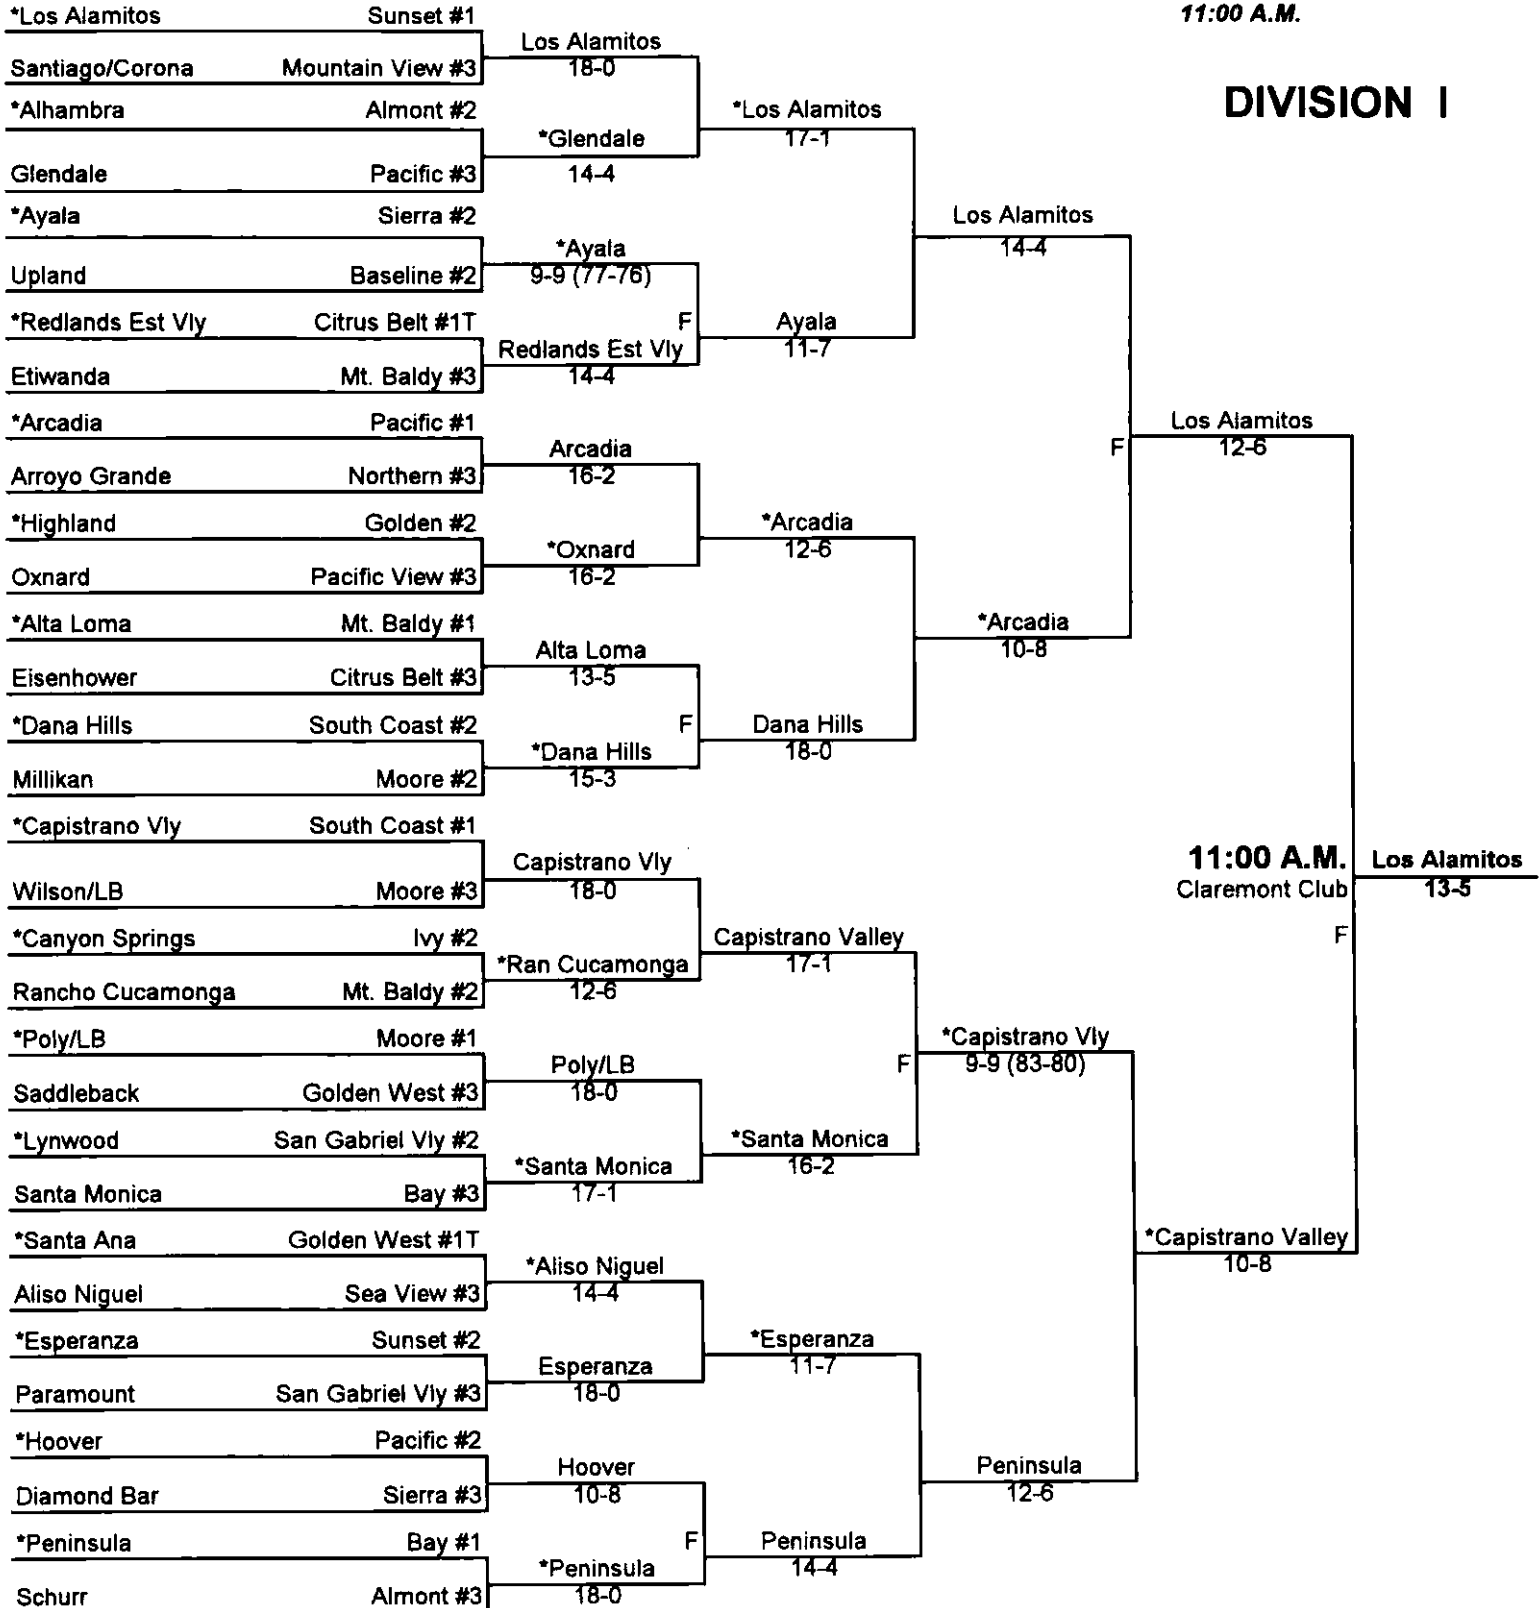 11:00 A.M.
DIVISION I
*Los Alamitos Sunset #1
Santiago/Corona Mountain View #3
*Alhambra Almont #2
Glendale Pacific #3
*Ayala Sierra #2
Upland Baseline #2
*Redlands Est Vly Citrus Belt #1T
Etiwanda Mt. Baldy #3
*Arcadia Pacific #1
Arroyo Grande Northern #3
*Highland Golden #2
Oxnard Pacific View #3
*Alta Loma Mt. Baldy #1
Eisenhower Citrus Belt #3
*Dana Hills South Coast #2
Millikan Moore #2
*Capistrano Vly South Coast #1
Wilson/LB Moore #3
*Canyon Springs Ivy #2
Rancho Cucamonga Mt. Baldy #2
*Poly/LB Moore #1
Saddleback Golden West #3
*Lynwood San Gabriel Vly #2
Santa Monica Bay #3
*Santa Ana Golden West #1T
Aliso Niguel Sea View #3
*Esperanza Sunset #2
Paramount San Gabriel Vly #3
*Hoover Pacific #2
Diamond Bar Sierra #3
*Peninsula Bay #1
Schurr Almont #3
Los Alamitos
18-0
*Glendale
14-4
*Ayala
9-9 (77-76)
F
Redlands Est Vly
14-4
Arcadia
16-2
*Oxnard
16-2
Alta Loma
13-5
F
*Dana Hills
15-3
Capistrano Vly
18-0
*Ran Cucamonga
12-6
Poly/LB
18-0
*Santa Monica
17-1
*Aliso Niguel
14-4
Esperanza
18-0
Hoover
10-8
F
*Peninsula
18-0
*Los Alamitos
17-1
Ayala
11-7
*Arcadia
12-6
Dana Hills
18-0
Capistrano Valley
17-1
F
*Santa Monica
16-2
*Esperanza
11-7
Peninsula
14-4
Los Alamitos
14-4
F
*Arcadia
10-8
*Capistrano Vly
9-9 (83-80)
Peninsula
12-6
Los Alamitos
12-6
11:00 A.M.
Claremont Club
F
*Capistrano Valley
10-8
Los Alamitos
13-5